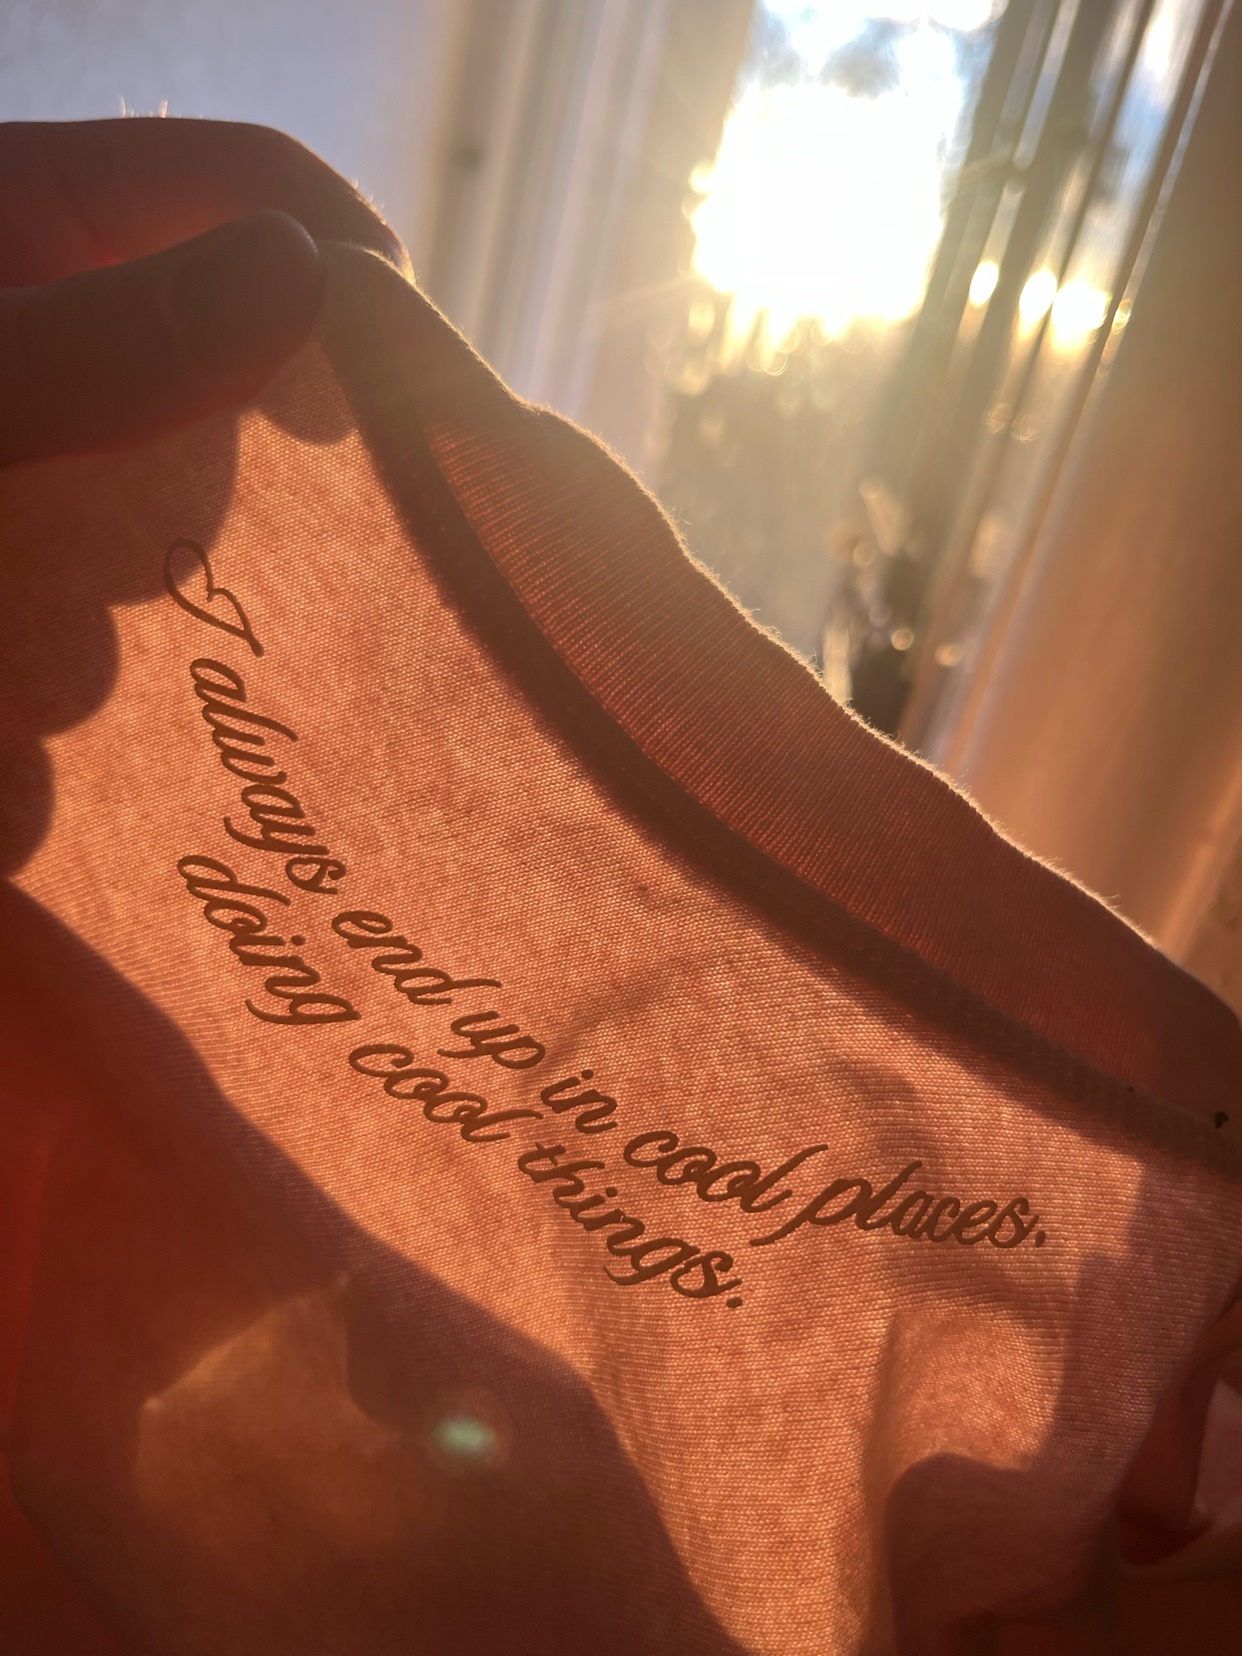 I always end up in cool places.
doing cool things.